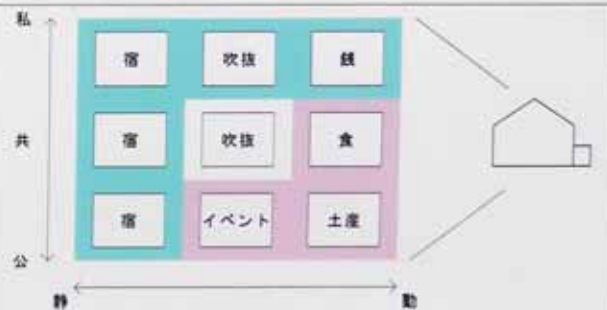 私
宿 吹抜 銭
共
宿 吹抜 食
宿 イベント 土産
公
静 動